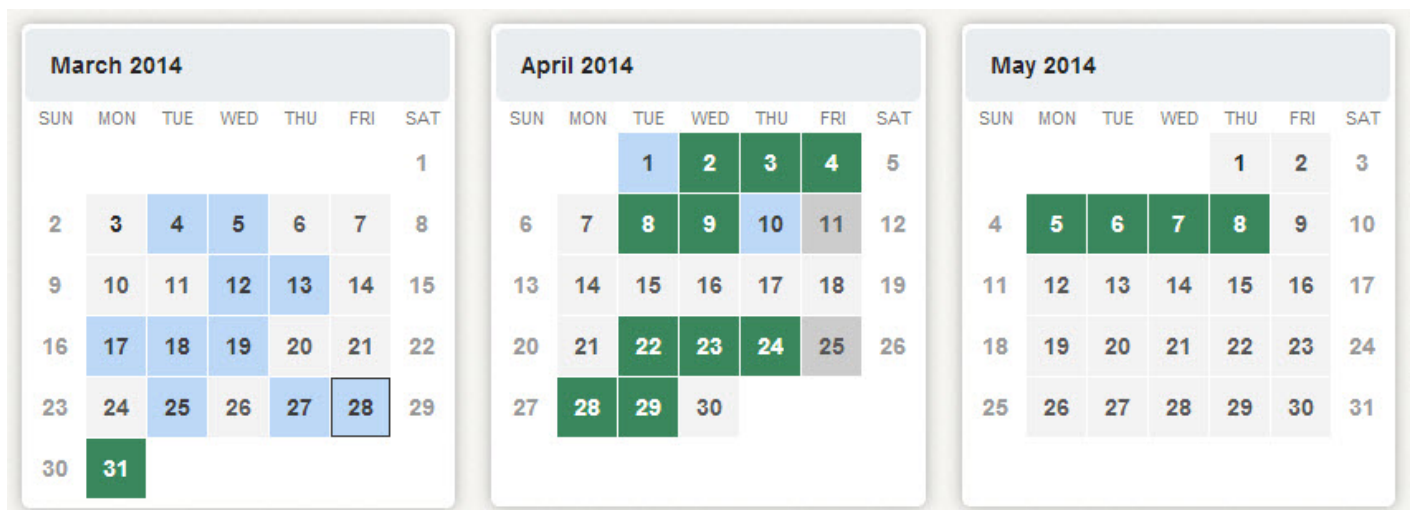 March 2014
SUN MON TUE WED THU FRI SAT
1
2 3 4 5 6 7 8
9 10 11 12 13 14 15
16 17 18 19 20 21 22
23 24 25 26 27 28 29
30 31
April 2014
SUN MON TUE WED THU FRI SAT
1 2 3 4 5
6 7 8 9 10 11 12
13 14 15 16 17 18 19
20 21 22 23 24 25 26
27 28 29 30
May 2014
SUN MON TUE WED THU FRI SAT
1 2 3
4 5 6 7 8 9 10
11 12 13 14 15 16 17
18 19 20 21 22 23 24
25 26 27 28 29 30 31